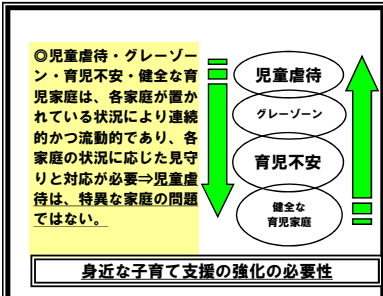 ◎児童虐待・グレーゾー
ン・育児不安・健全な育
児家庭は、各家庭が置か
れている状況により連続
的かつ流動的であり、各
家庭の状況に応じた見守
りと対応が必要⇒児童虐
待は、特異な家庭の問題
ではない。
児童虐待
グレーゾーン
育児不安
健全な
育児家庭
身近な子育て支援の強化の必要性